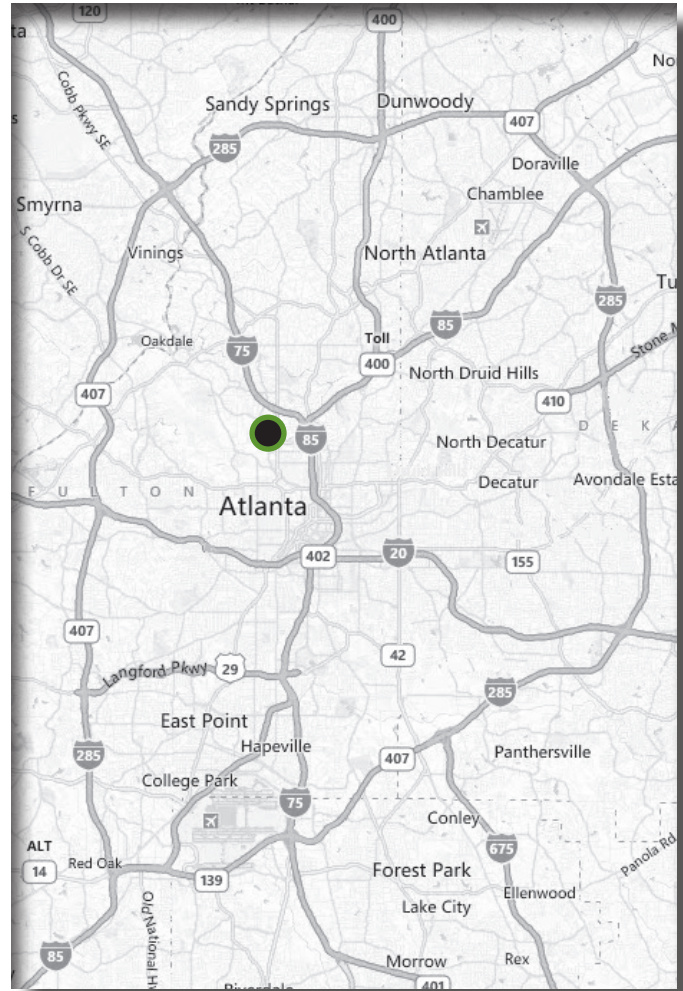 120
400
Cobb Pkwy SE
Sandy Springs
Dunwoody
407
No
285
Doraville
Chamblee
Smyrna
S Cobb Dr SE
Vinings
North Atlanta
Tu
285
85
Oakdale
75
Toll
400
Stone M
407
North Druid Hills
410
D E K A
85
North Decatur
F U L T O N
Decatur
Avondale Esta
Atlanta
402
20
155
407
42
Langford Pkwy
29
285
East Point
Hapeville
285
407
Panthersville
College Park
75
Conley
ALT
14
Red Oak
675
Panola Rd
139
Forest Park
Ellenwood
Lake City
Old National H
85
Morrow
Rex
401
Riverdale